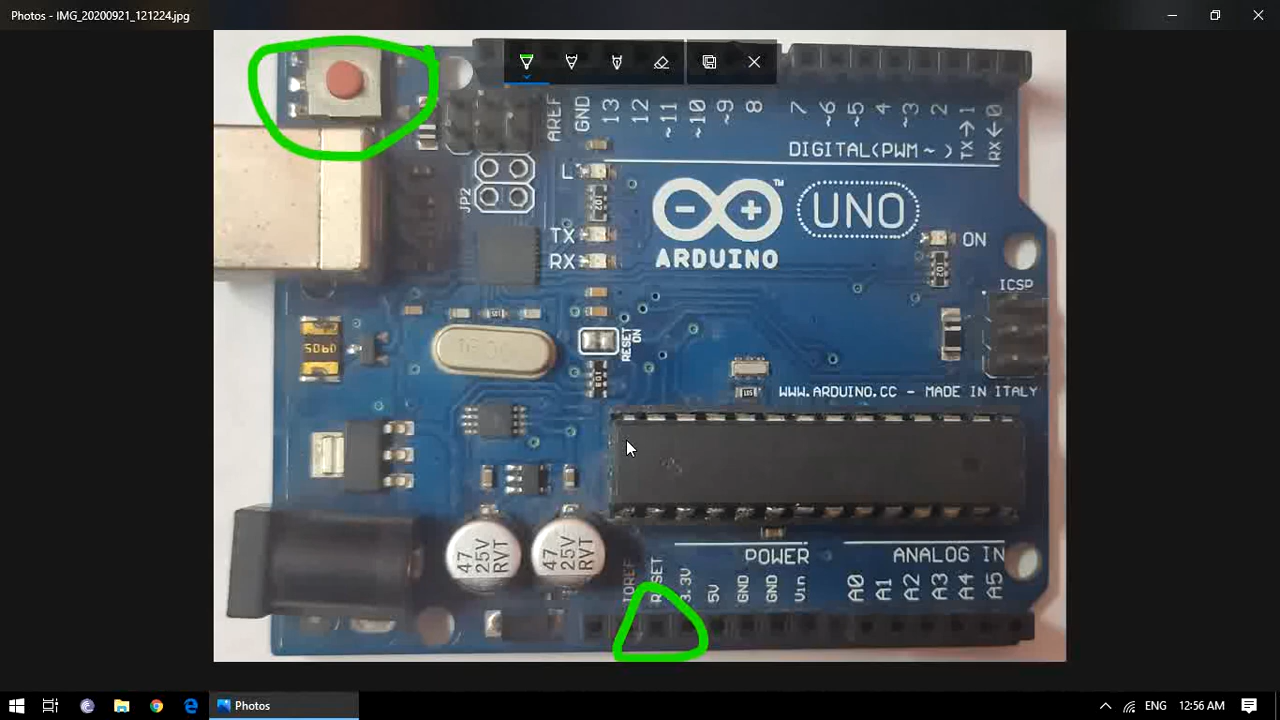 Photos - IMG_20200921_121224.jpg
AREF
GND
13
12
~11
~10
~9
8
7
~6
~5
4
~3
2
TX→1
RX←0
DIGITAL(PWM ~ )
JP2
L
TX
RX
ARDUINO
™
UNO
ON
ICSP
RESET
ON
5060
WWW.ARDUINO.CC - MADE IN ITALY
47
25V
RVT
47
25V
RVT
POWER
ANALOG IN
IOREF
RESET
3.3V
5V
GND
GND
Vin
A0
A1
A2
A3
A4
A5
Photos
ENG
12:56 AM